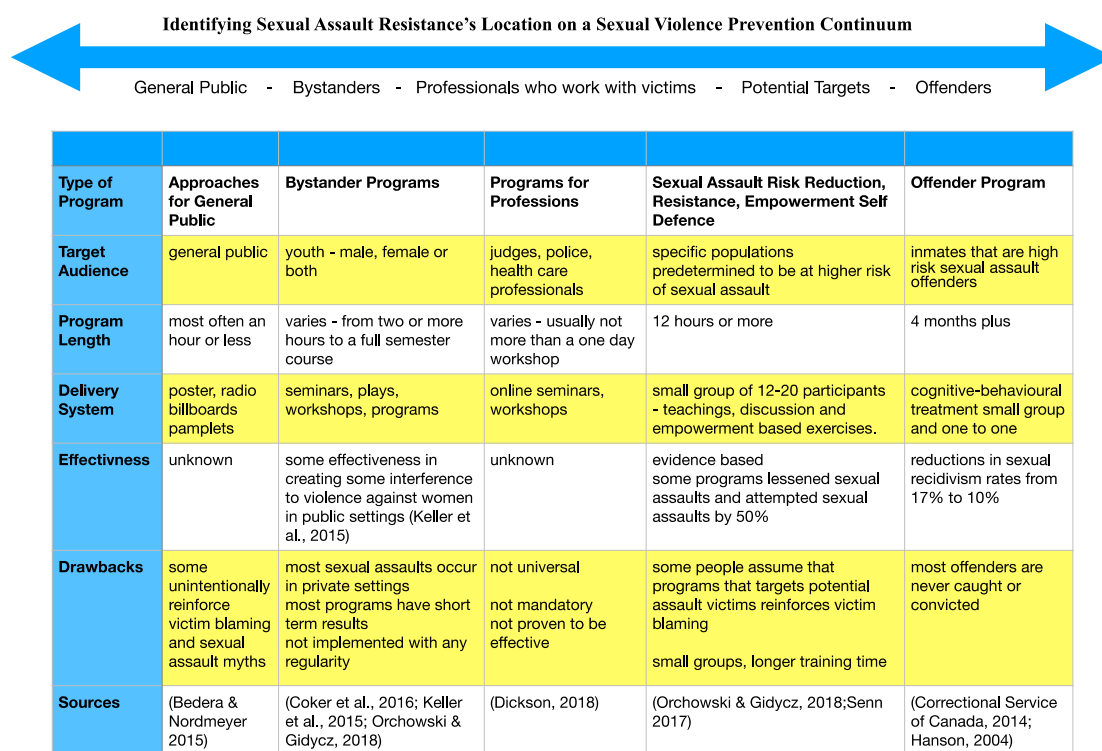 Identifying Sexual Assault Resistance's Location on a Sexual Violence Prevention Continuum
General Public - Bystanders - Professionals who work with victims - Potential Targets - Offenders
Type of
Program
Approaches
for General
Public
Bystander Programs
Programs for
Professions
Sexual Assault Risk Reduction,
Resistance, Empowerment Self
Defence
Offender Program
Target
Audience
general public
youth - male, female or
both
judges, police,
health care
professionals
specific populations
predetermined to be at higher risk
of sexual assault
inmates that are high
risk sexual assault
offenders
Program
Length
most often an
hour or less
varies - from two or more
hours to a full semester
course
varies - usually not
more than a one day
workshop
12 hours or more
4 months plus
Delivery
System
poster, radio
billboards
pamplets
seminars, plays,
workshops, programs
online seminars,
workshops
small group of 12-20 participants
- teachings, discussion and
empowerment based exercises.
cognitive-behavioural
treatment small group
and one to one
Effectivness
unknown
some effectiveness in
creating some interference
to violence against women
in public settings (Keller et
al., 2015)
unknown
evidence based
some programs lessened sexual
assaults and attempted sexual
assaults by 50%
reductions in sexual
recidivism rates from
17% to 10%
Drawbacks
some
unintentionally
reinforce
victim blaming
and sexual
assault myths
most sexual assaults occur
in private settings
most programs have short
term results
not implemented with any
regularity
not universal
not mandatory
not proven to be
effective
some people assume that
programs that targets potential
assault victims reinforces victim
blaming
small groups, longer training time
most offenders are
never caught or
convicted
Sources
(Bedera &
Nordmeyer
2015)
(Coker et al., 2016; Keller
et al., 2015; Orchowski &
Gidycz, 2018)
(Dickson, 2018)
(Orchowski & Gidycz, 2018;Senn
2017)
(Correctional Service
of Canada, 2014;
Hanson, 2004)